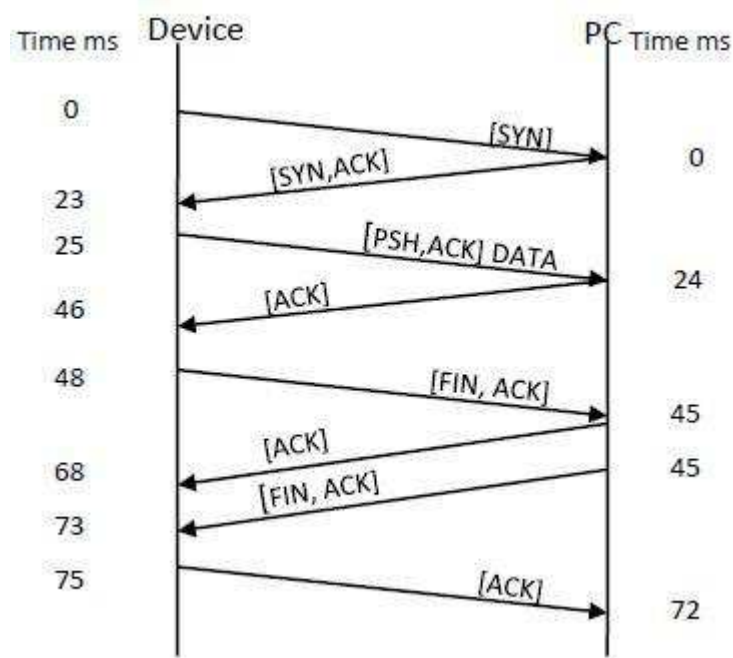 Time ms Device PC Time ms
0
[SYN]
0
[SYN,ACK]
23
25
[PSH,ACK] DATA
24
[ACK]
46
48
[FIN, ACK]
45
[ACK]
68
45
[FIN, ACK]
73
75
[ACK]
72